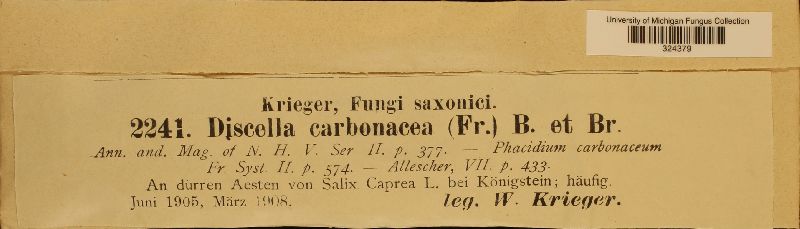 University of Michigan Fungus Collection
324379
Krieger, Fungi saxonici.
2241. Discella carbonacea (Fr.) B. et Br.
Ann. and. Mag. of N. H. V. Ser II. p. 377. — Phacidium carbonaceum
Fr Syst II. p. 574. — Allescher, VII. p. 433.
An dürren Aesten von Salix Caprea L. bei Königstein; häufig.
Juni 1905, März 1908. leg. W. Krieger.